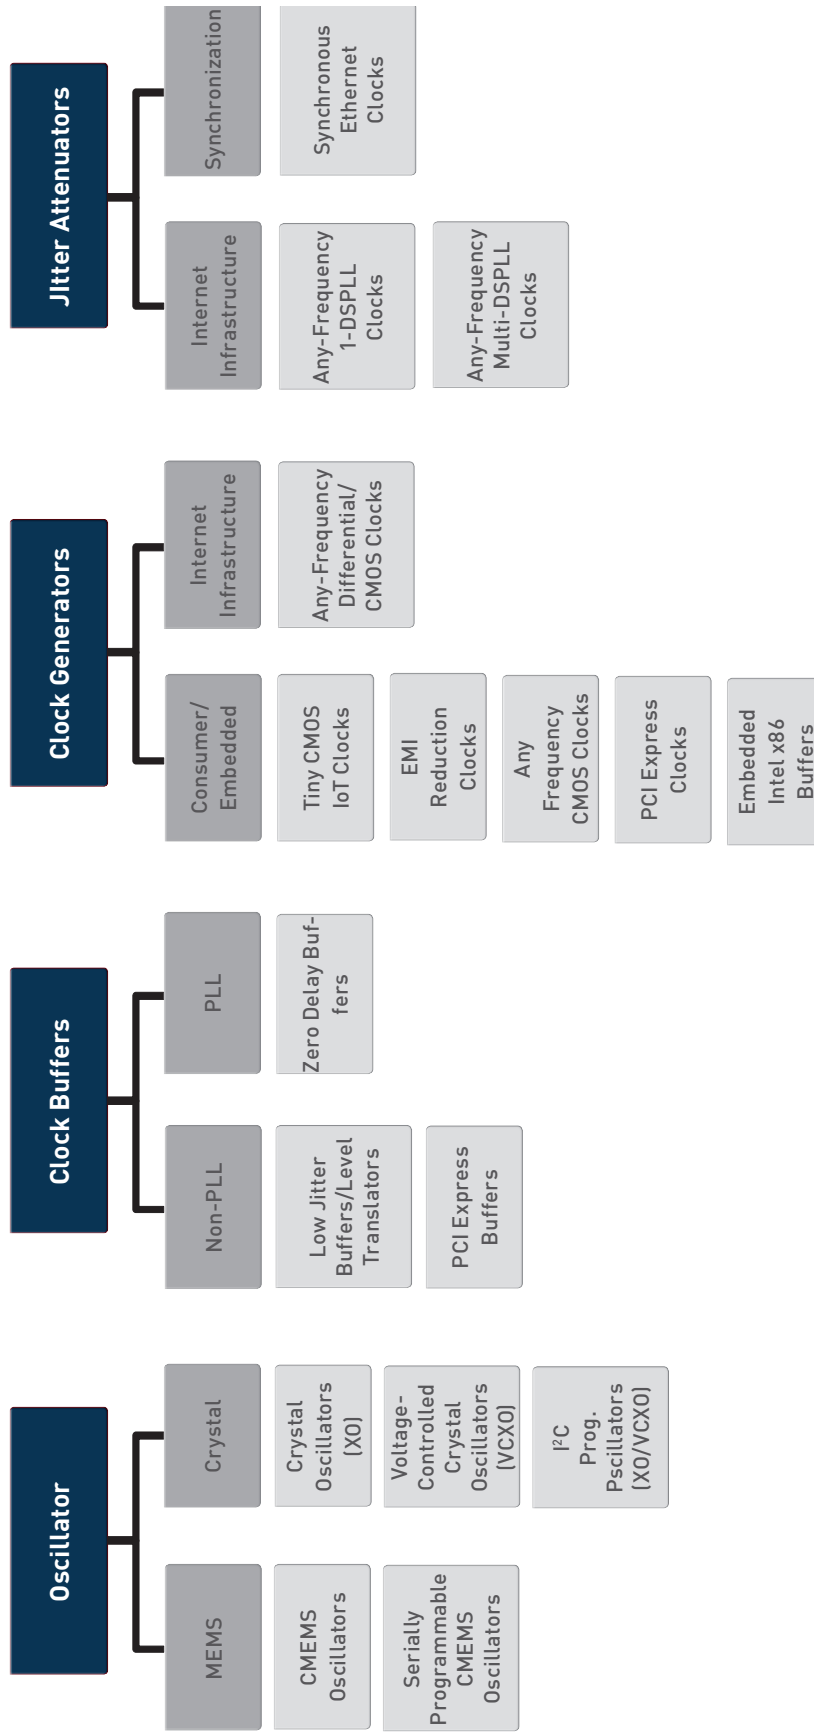 Oscillator
MEMS
CMEMS
Oscillators
Serially
Programmable
CMEMS
Oscillators
Crystal
Crystal
Oscillators
(XO)
Voltage-
Controlled
Crystal
Oscillators
(VCXO)
I²C
Prog.
Pscillators
(XO/VCXO)
Clock Buffers
Non-PLL
Low Jitter
Buffers/Level
Translators
PCI Express
Buffers
PLL
Zero Delay Buf-
fers
Clock Generators
Consumer/
Embedded
Tiny CMOS
IoT Clocks
EMI
Reduction
Clocks
Any
Frequency
CMOS Clocks
PCI Express
Clocks
Embedded
Intel x86
Buffers
Internet
Infrastructure
Any-Frequency
Differential/
CMOS Clocks
JItter Attenuators
Internet
Infrastructure
Any-Frequency
1-DSPLL
Clocks
Any-Frequency
Multi-DSPLL
Clocks
Synchronization
Synchronous
Ethernet
Clocks